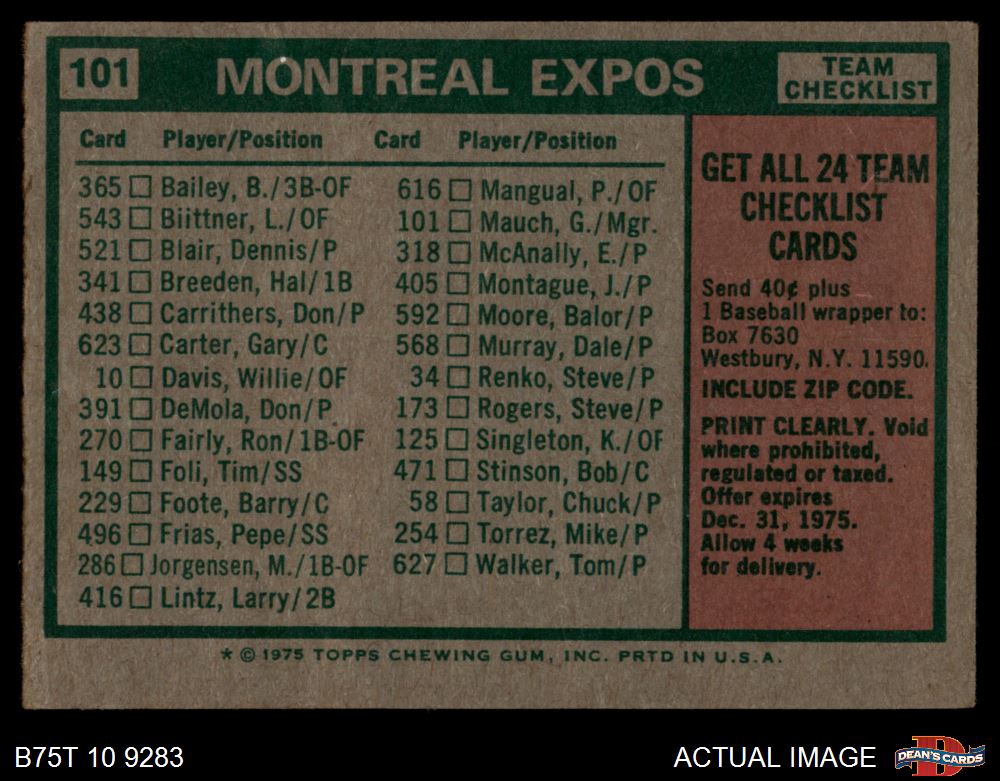 101
MONTREAL EXPOS
TEAM
CHECKLIST
Card Player/Position Card Player/Position
365 Bailey, B./3B-OF
543 Biittner, L./OF
521 Blair, Dennis/P
341 Breeden, Hal/1B
438 Carrithers, Don/P
623 Carter, Gary/C
10 Davis, Willie/OF
391 DeMola, Don/P
270 Fairly, Ron/1B-OF
149 Foli, Tim/SS
229 Foote, Barry/C
496 Frias, Pepe/SS
286 Jorgensen, M./1B-OF
416 Lintz, Larry/2B
616 Mangual, P./OF
101 Mauch, G./Mgr.
318 McAnally, E./P
405 Montague, J./P
592 Moore, Balor/P
568 Murray, Dale/P
34 Renko, Steve/P
173 Rogers, Steve/P
125 Singleton, K./OF
471 Stinson, Bob/C
58 Taylor, Chuck/P
254 Torrez, Mike/P
627 Walker, Tom/P
GET ALL 24 TEAM
CHECKLIST
CARDS
Send 40¢ plus
1 Baseball wrapper to:
Box 7630
Westbury, N.Y. 11590.
INCLUDE ZIP CODE.
PRINT CLEARLY. Void
where prohibited,
regulated or taxed.
Offer expires
Dec. 31, 1975.
Allow 4 weeks
for delivery.
* © 1975 TOPPS CHEWING GUM, INC. PRTD IN U.S.A.
B75T 10 9283
ACTUAL IMAGE
D
DEAN'S CARDS